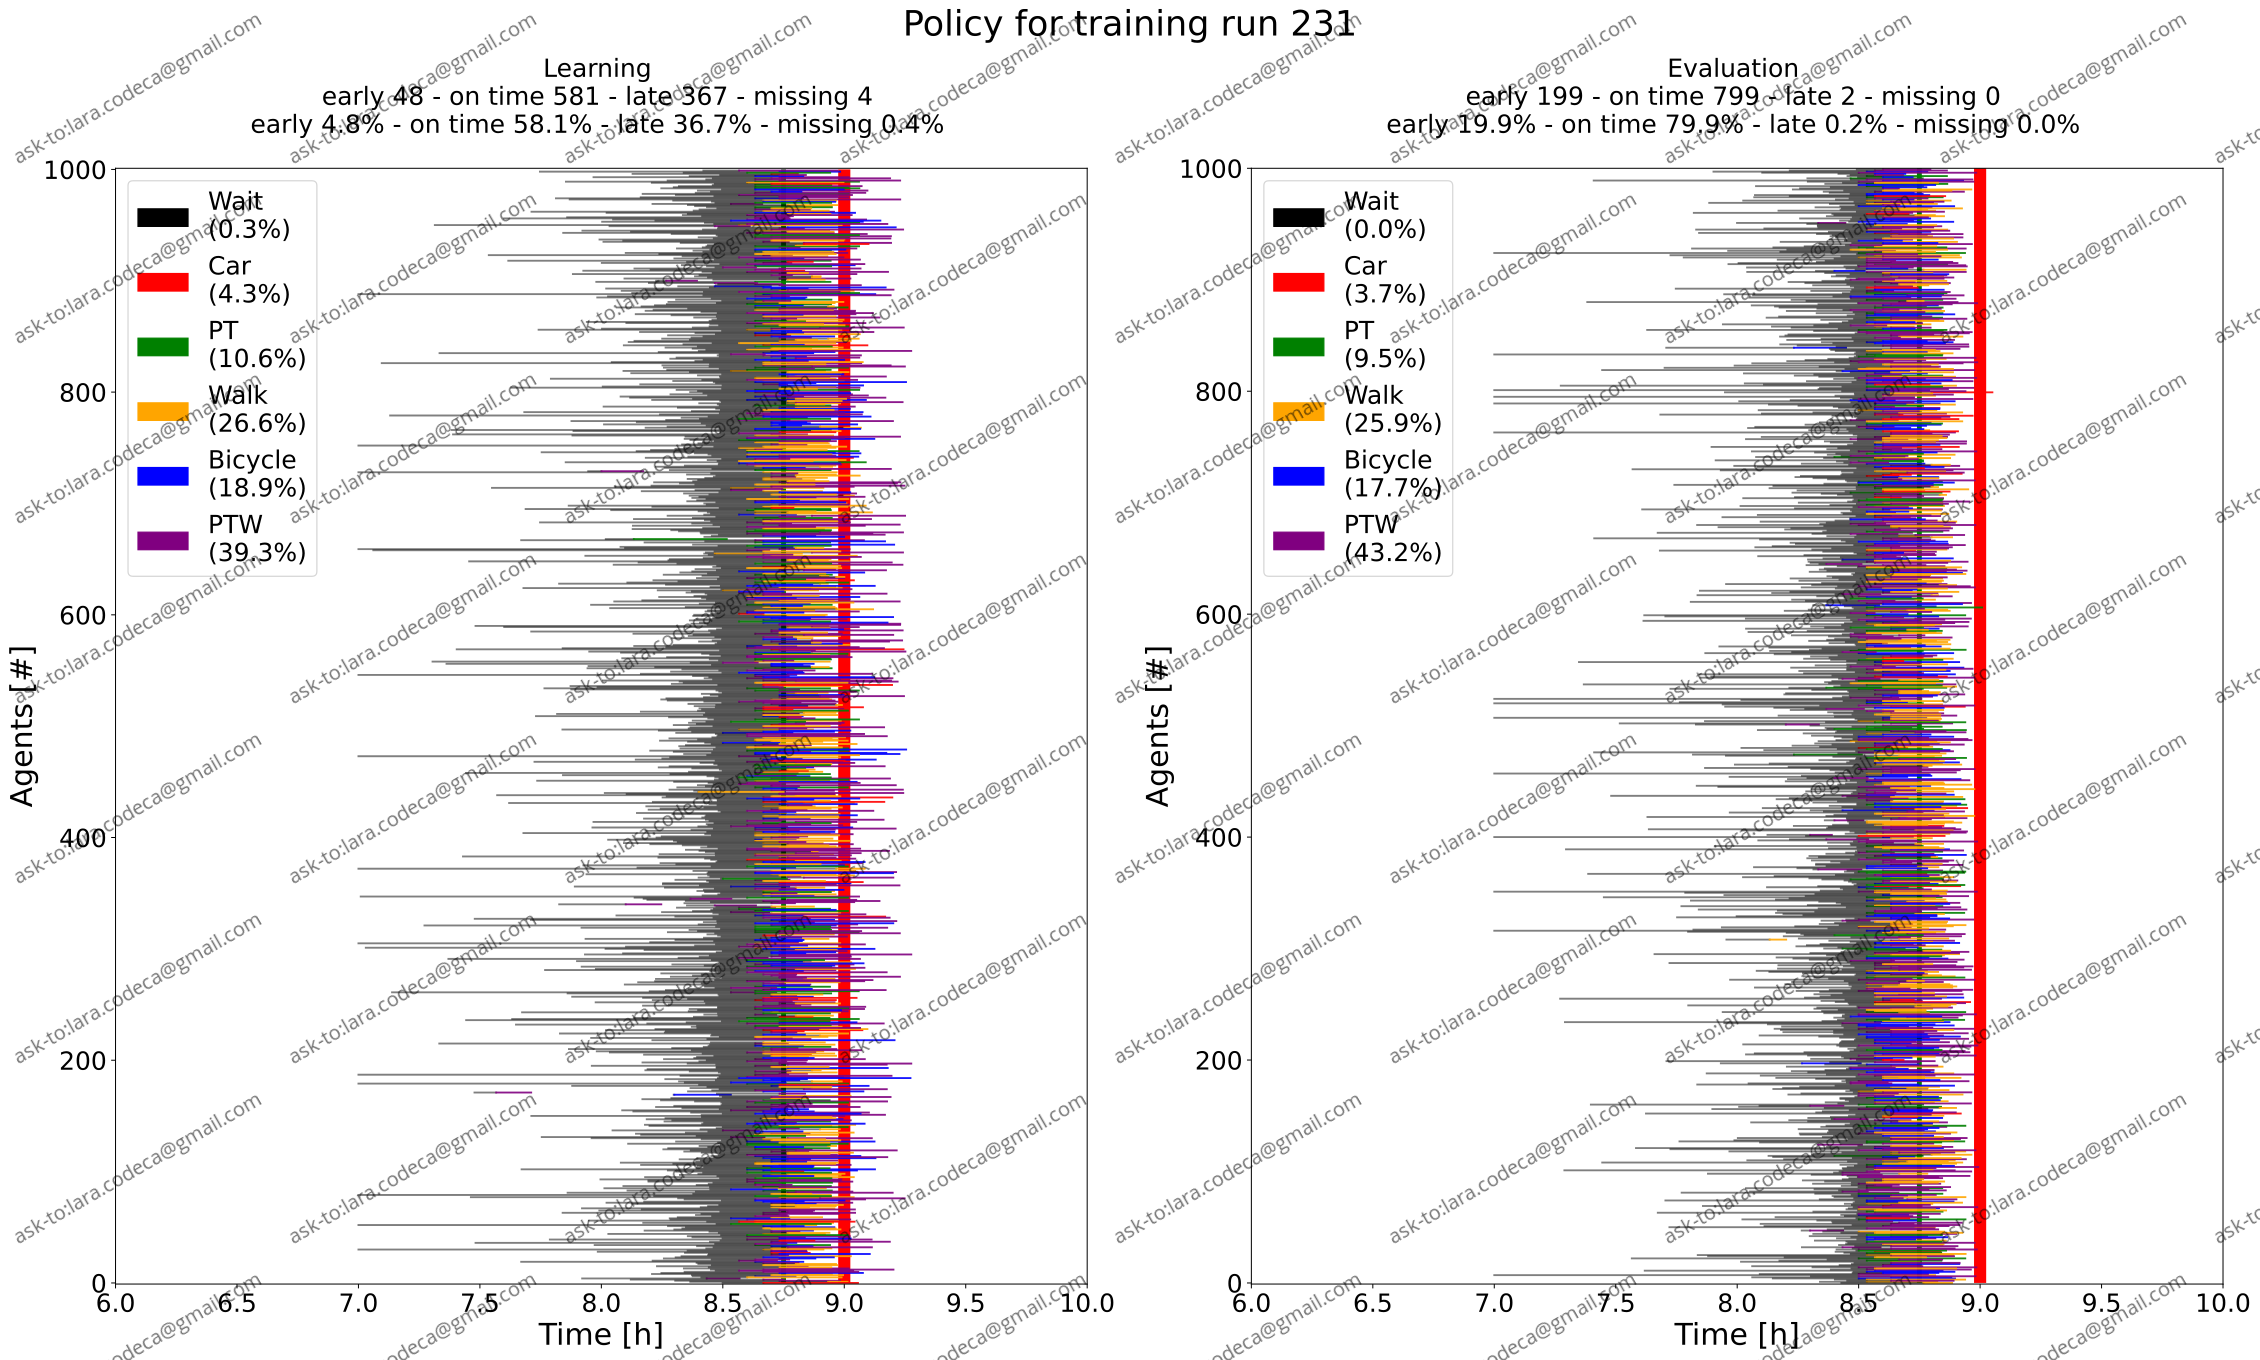 Policy for training run 231
Learning
early 48 - on time 581 - late 367 - missing 4
early 4.8% - on time 58.1% - late 36.7% - missing 0.4%
1000
800
600
400
200
0
Agents [#]
Wait
(0.3%)
Car
(4.3%)
PT
(10.6%)
Walk
(26.6%)
Bicycle
(18.9%)
PTW
(39.3%)
6.0 6.5 7.0 7.5 8.0 8.5 9.0 9.5 10.0
Time [h]
Evaluation
early 199 - on time 799 - late 2 - missing 0
early 19.9% - on time 79.9% - late 0.2% - missing 0.0%
1000
800
600
400
200
0
Agents [#]
Wait
(0.0%)
Car
(3.7%)
PT
(9.5%)
Walk
(25.9%)
Bicycle
(17.7%)
PTW
(43.2%)
6.0 6.5 7.0 7.5 8.0 8.5 9.0 9.5 10.0
Time [h]
ask-to:lara.codeca@gmail.com